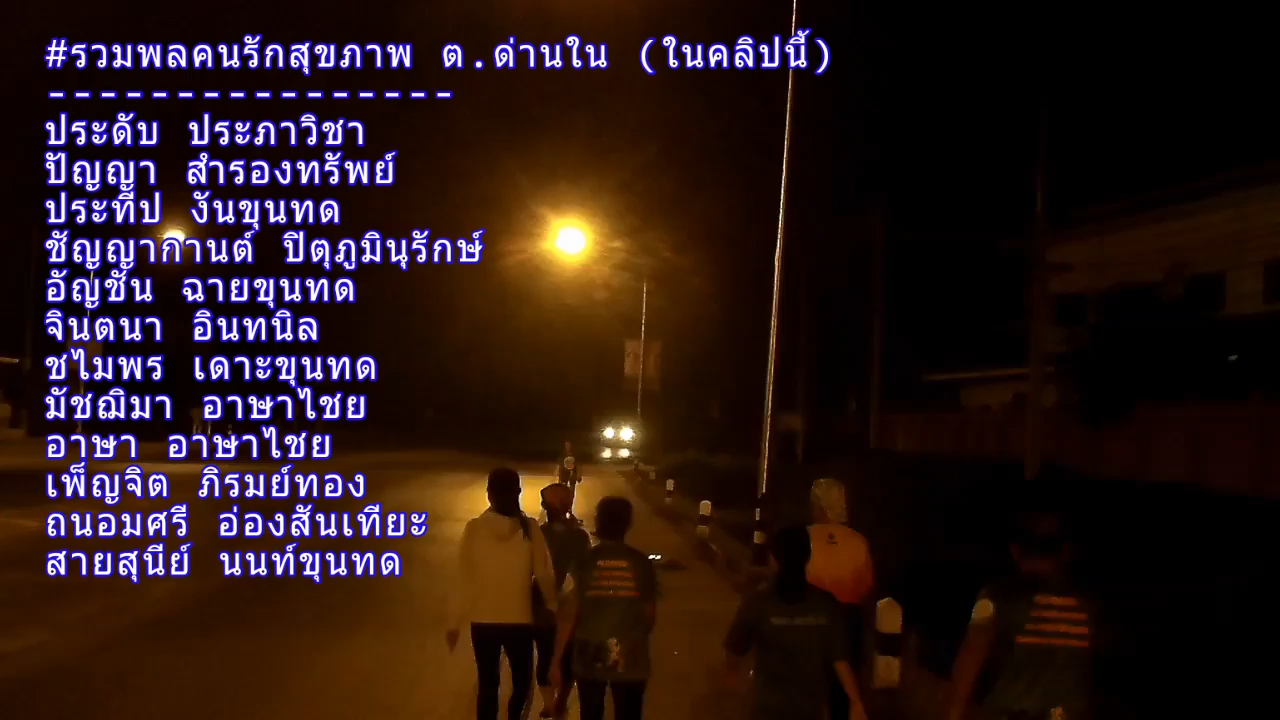 #รวมพลคนรักสุขภาพ ต.ด่านใน (ในคลิปนี้)
----------------
ประดับ ประภาวิชา
ปัญญา สำรองทรัพย์
ประทีป งันขุนทด
ชัญญากานต์ ปิตุภูมินุรักษ์
อัญชัน ฉายขุนทด
จินตนา อินทนิล
ชไมพร เดาะขุนทด
มัชฌิมา อาษาไชย
อาษา อาษาไชย
เพ็ญจิต ภิรมย์ทอง
ถนอมศรี อ่องสันเทียะ
สายสุนีย์ นนท์ขุนทด